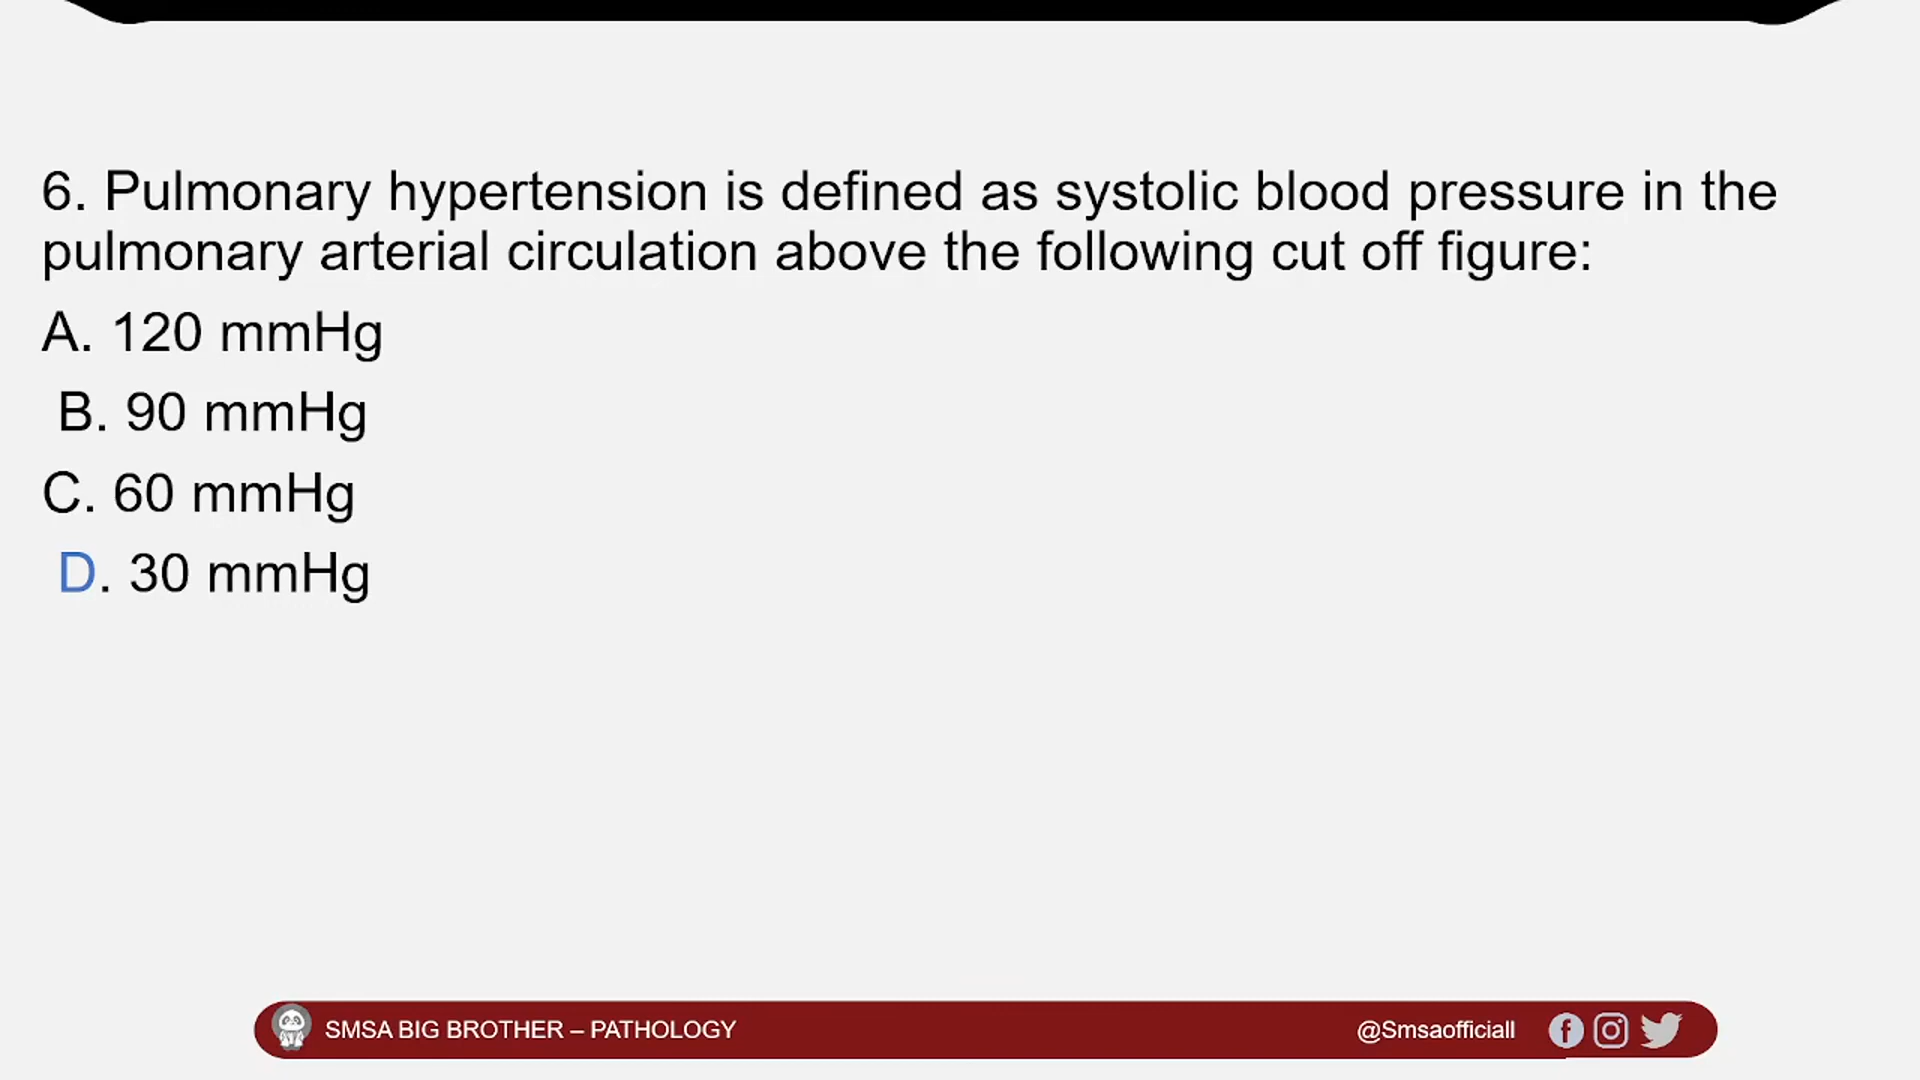 6. Pulmonary hypertension is defined as systolic blood pressure in the
pulmonary arterial circulation above the following cut off figure:
A. 120 mmHg
B. 90 mmHg
C. 60 mmHg
D. 30 mmHg
SMSA BIG BROTHER – PATHOLOGY
@Smsaofficiall